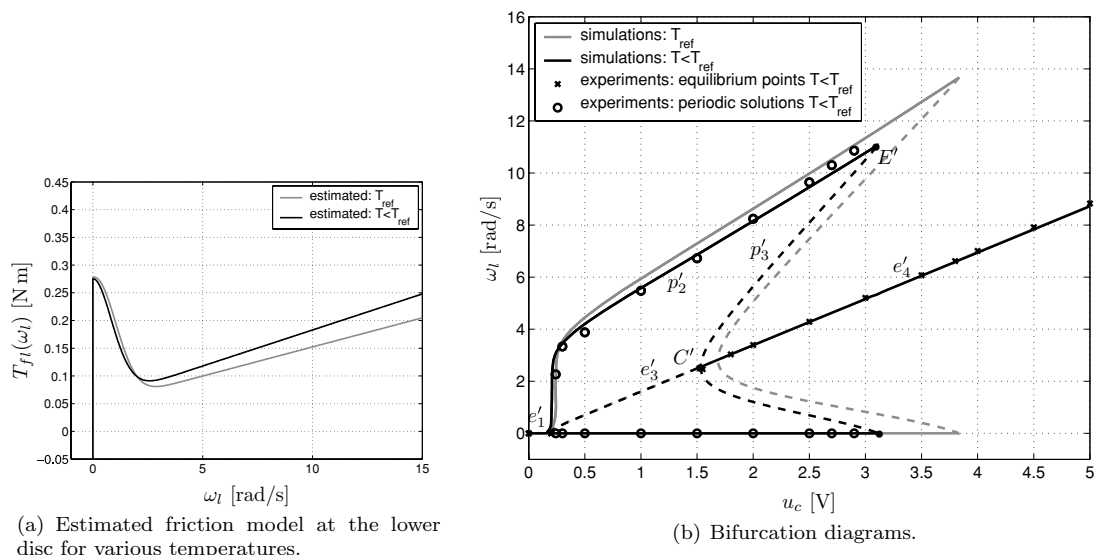 0.45
0.4
0.35
0.3
0.25
0.2
0.15
0.1
0.05
0
−0.05
0
5
10
15
T_fl(ω_l) [N m]
ω_l [rad/s]
estimated: T_ref
estimated: T<T_ref
(a) Estimated friction model at the lower
disc for various temperatures.
16
14
12
10
8
6
4
2
0
0
0.5
1
1.5
2
2.5
3
3.5
4
4.5
5
ω_l [rad/s]
u_c [V]
simulations: T_ref
simulations: T<T_ref
experiments: equilibrium points T<T_ref
experiments: periodic solutions T<T_ref
E′
p′_3
p′_2
e′_4
C′
e′_3
e′_1
(b) Bifurcation diagrams.